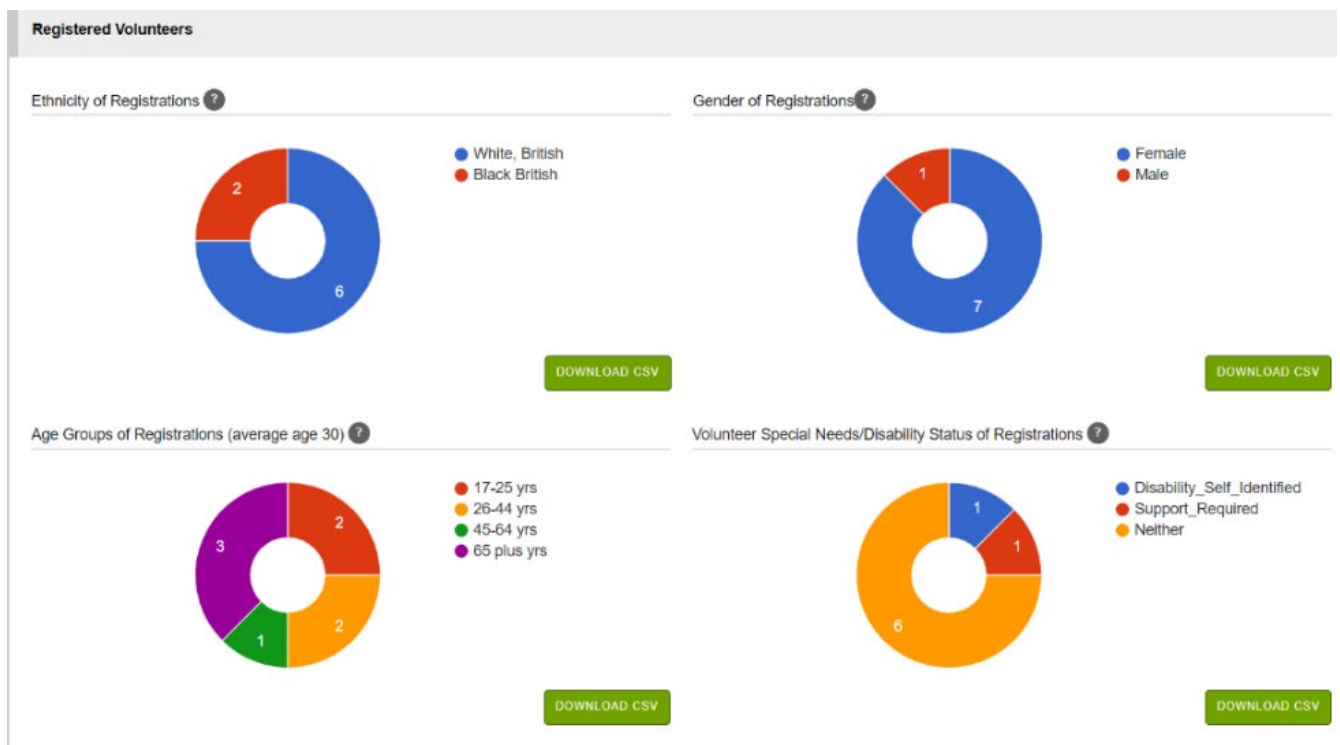 Registered Volunteers
Ethnicity of Registrations ?
2
6
White, British
Black British
DOWNLOAD CSV
Gender of Registrations ?
1
7
Female
Male
DOWNLOAD CSV
Age Groups of Registrations (average age 30) ?
3
2
1
2
17-25 yrs
26-44 yrs
45-64 yrs
65 plus yrs
DOWNLOAD CSV
Volunteer Special Needs/Disability Status of Registrations ?
1
1
6
Disability_Self_Identified
Support_Required
Neither
DOWNLOAD CSV